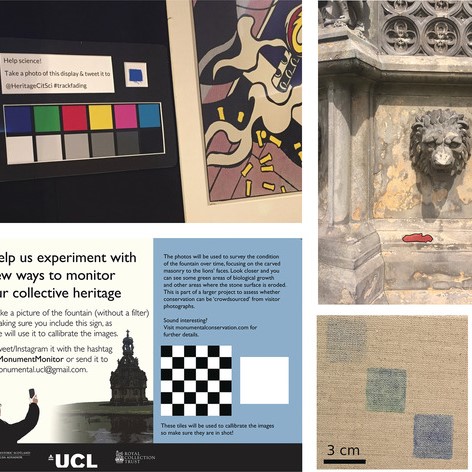 Help science!
Take a photo of this display & tweet it to
@HeritageCitSci #trackfading
elp us experiment with
ew ways to monitor
ur collective heritage
ke a picture of the fountain (without a filter)
aking sure you include this sign, as
will use it to calibrate the images.
weet/Instagram it with the hashtag
MonumentMonitor or send it to
onumental.ucl@gmail.com.
The photos will be used to survey the condition
of the fountain over time, focusing on the carved
masonry to the lions' faces. Look closer and you
can see some green areas of biological growth
and other areas where the stone surface is eroded.
This is part of a larger project to assess whether
conservation can be 'crowdsourced' from visitor
photographs.
Sound interesting?
Visit monumentalconservation.com for
further details.
These tiles will be used to callibrate the images
so make sure they are in shot!
UCL
ROYAL
COLLECTION
TRUST
3 cm